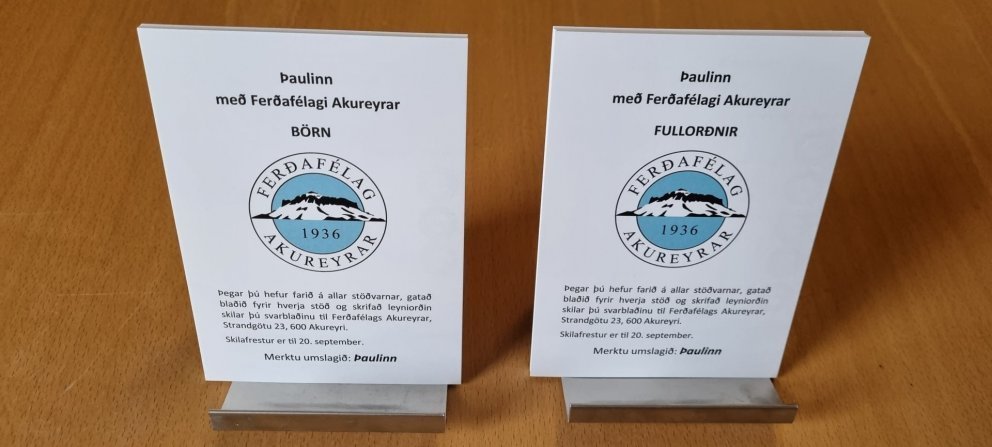 Þaulinn
með Ferðafélagi Akureyrar
BÖRN
FERÐAFÉLAG
1936
AKUREYRAR
Þegar þú hefur farið á allar stöðvarnar, gatað
blaðið fyrir hverja stöð og skrifað leyniorðin
skilar þú svarblaðinu til Ferðafélags Akureyrar,
Strandgötu 23, 600 Akureyri.
Skilafrestur er til 20. september.
Merktu umslagið: Þaulinn
Þaulinn
með Ferðafélagi Akureyrar
FULLORÐNIR
FERÐAFÉLAG
1936
AKUREYRAR
Þegar þú hefur farið á allar stöðvarnar, gatað
blaðið fyrir hverja stöð og skrifað leyniorðin
skilar þú svarblaðinu til Ferðafélags Akureyrar,
Strandgötu 23, 600 Akureyri.
Skilafrestur er til 20. september.
Merktu umslagið: Þaulinn